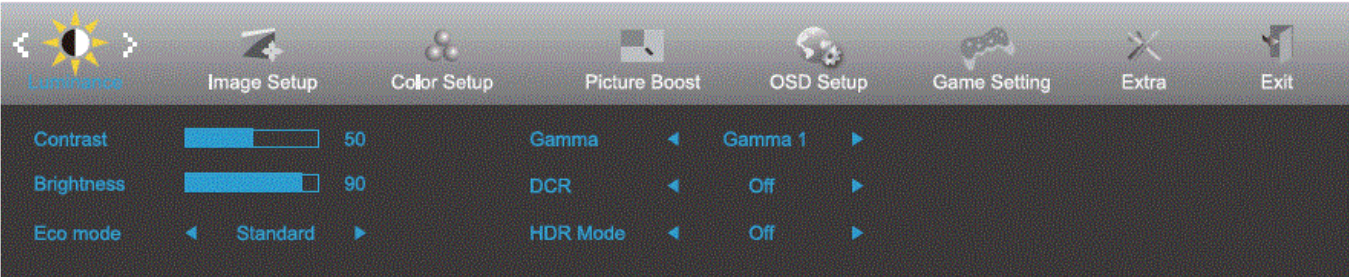 Luminance Image Setup Color Setup Picture Boost OSD Setup Game Setting Extra Exit
Contrast 50 Gamma Gamma 1
Brightness 90 DCR Off
Eco mode Standard HDR Mode Off